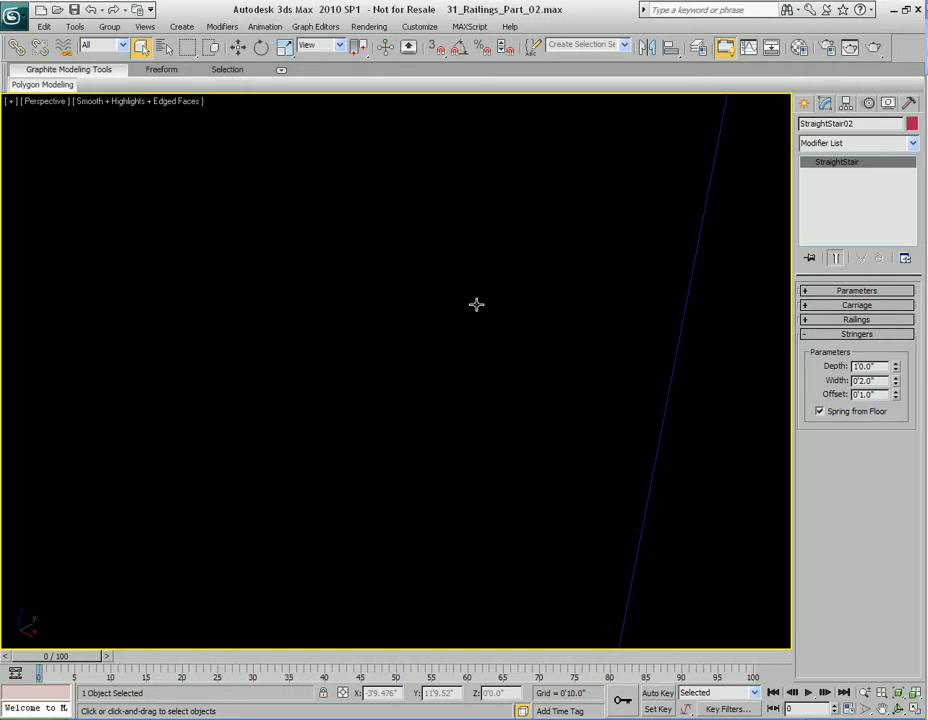 Autodesk 3ds Max 2010 SP1 - Not for Resale 31_Railings_Part_02.max
Type a keyword or phrase
Edit Tools Group Views Create Modifiers Animation Graph Editors Rendering Customize MAXScript Help
All View Create Selection Se
Graphite Modeling Tools Freeform Selection
Polygon Modeling
[ + ] [ Perspective ] [ Smooth + Highlights + Edged Faces ]
StraightStair02
Modifier List
StraightStair
+ Parameters
+ Carriage
+ Railings
- Stringers
Parameters
Depth: 1'0.0"
Width: 0'2.0"
Offset: 0'1.0"
Spring from Floor
z
y
x
< 0 / 100 >
0 5 10 15 20 25 30 35 40 45 50 55 60 65 70 75 80 85 90 95 100
1 Object Selected X: -3'9.476" Y: 11'9.52" Z: 0'0.0" Grid = 0'10.0" Auto Key Selected
Welcome to M. Click or click-and-drag to select objects Add Time Tag Set Key Key Filters... 0